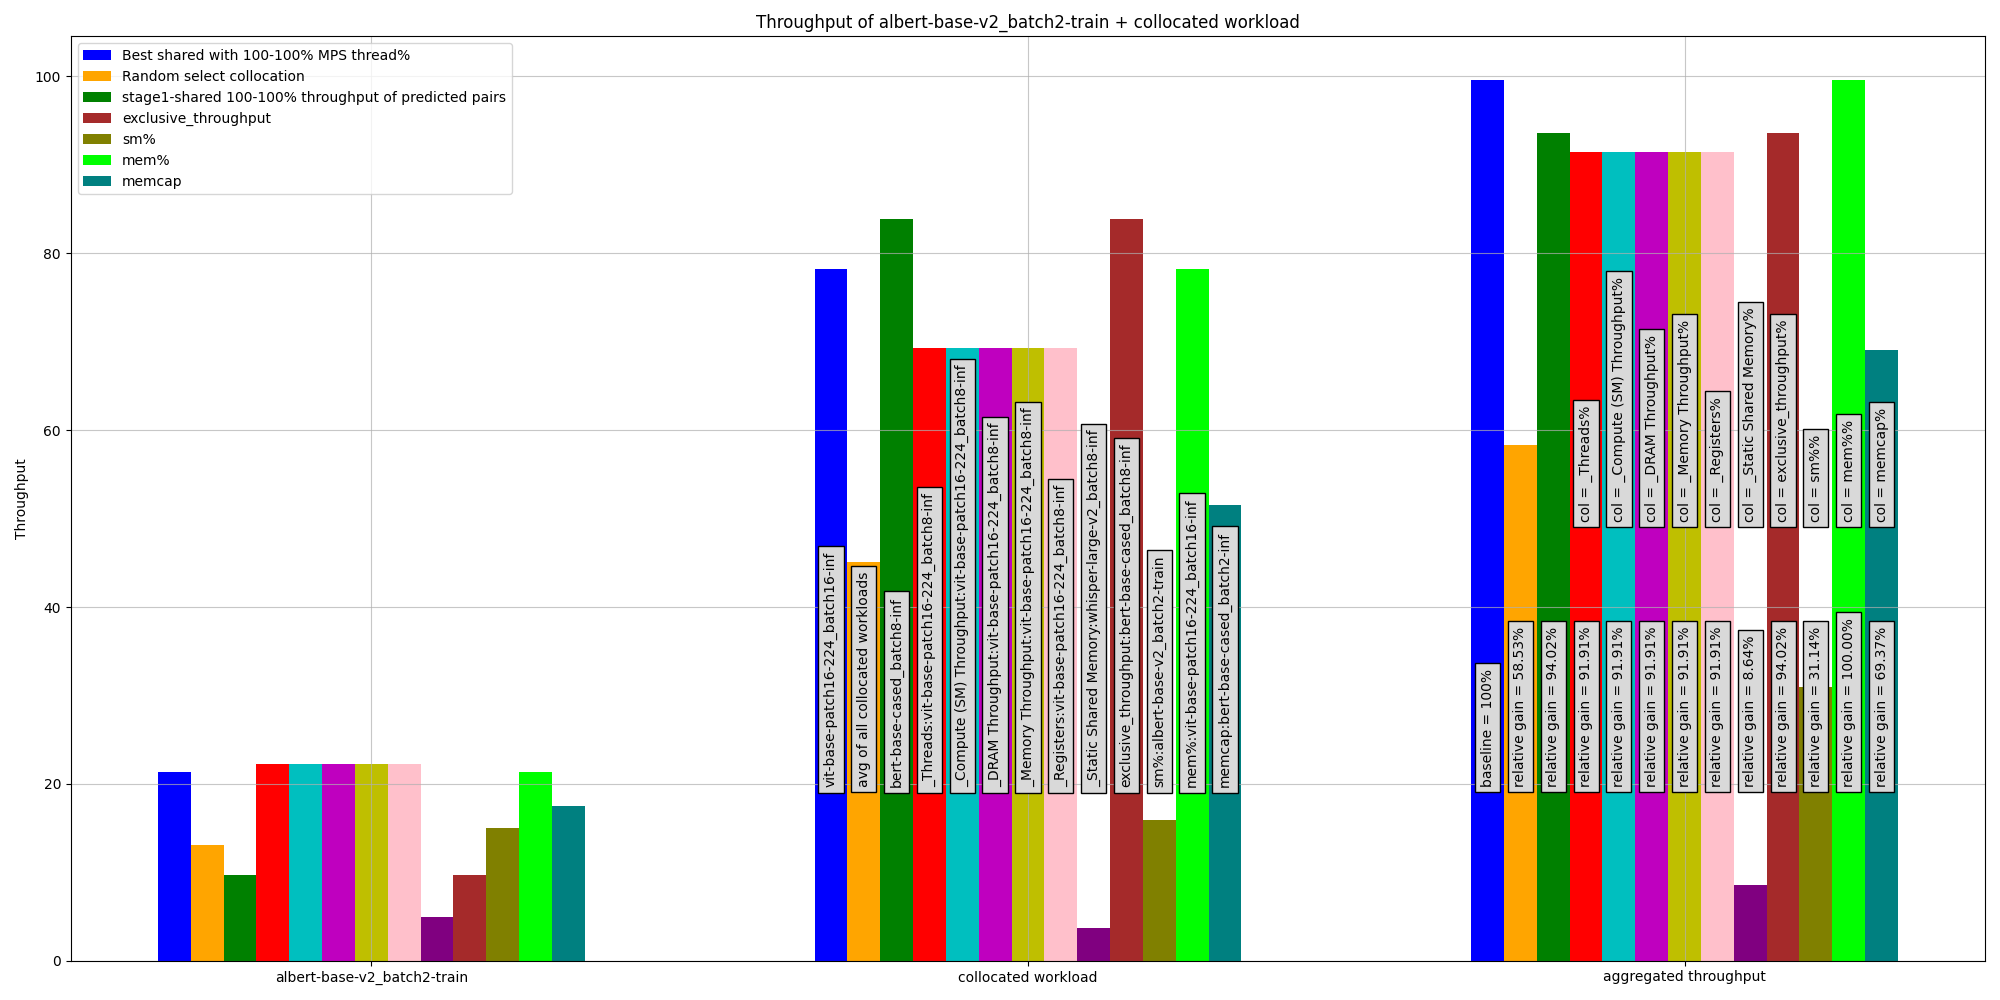 Throughput of albert-base-v2_batch2-train + collocated workload
Best shared with 100-100% MPS thread%
Random select collocation
stage1-shared 100-100% throughput of predicted pairs
exclusive_throughput
sm%
mem%
memcap
Throughput
100
80
60
40
20
0
vit-base-patch16-224_batch16-inf
avg of all collocated workloads
bert-base-cased_batch8-inf
_Threads:vit-base-patch16-224_batch8-inf
_Compute (SM) Throughput:vit-base-patch16-224_batch8-inf
_DRAM Throughput:vit-base-patch16-224_batch8-inf
_Memory Throughput:vit-base-patch16-224_batch8-inf
_Registers:vit-base-patch16-224_batch8-inf
_Static Shared Memory:whisper-large-v2_batch8-inf
exclusive_throughput:bert-base-cased_batch8-inf
sm%:albert-base-v2_batch2-train
mem%:vit-base-patch16-224_batch16-inf
memcap:bert-base-cased_batch2-inf
col = _Threads%
col = _Compute (SM) Throughput%
col = _DRAM Throughput%
col = _Memory Throughput%
col = _Registers%
col = _Static Shared Memory%
col = exclusive_throughput%
col = sm%%
col = mem%%
col = memcap%
baseline = 100%
relative gain = 58.53%
relative gain = 94.02%
relative gain = 91.91%
relative gain = 91.91%
relative gain = 91.91%
relative gain = 91.91%
relative gain = 91.91%
relative gain = 8.64%
relative gain = 94.02%
relative gain = 31.14%
relative gain = 100.00%
relative gain = 69.37%
albert-base-v2_batch2-train
collocated workload
aggregated throughput